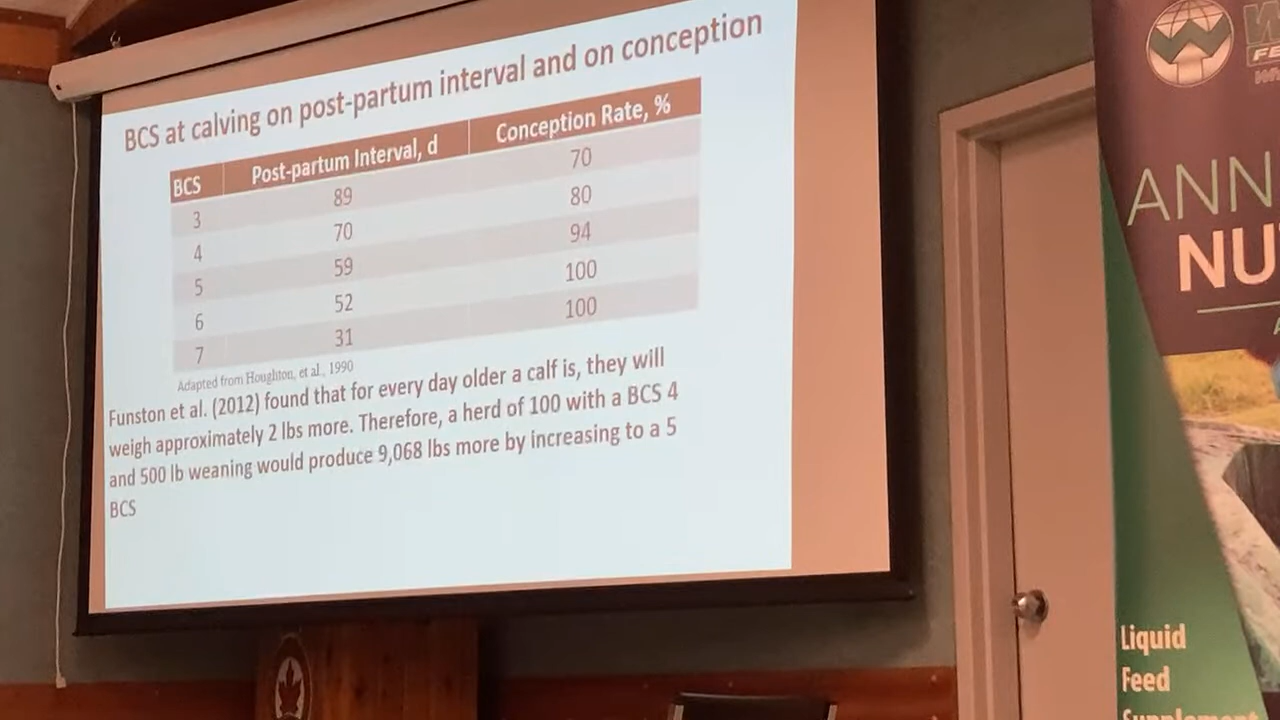 BCS at calving on post-partum interval and on conception
BCS Post-partum Interval, d Conception Rate, %
3 89 70
4 70 80
5 59 94
6 52 100
7 31 100
Adapted from Houghton, et al., 1990
Funston et al. (2012) found that for every day older a calf is, they will
weigh approximately 2 lbs more. Therefore, a herd of 100 with a BCS 4
and 500 lb weaning would produce 9,068 lbs more by increasing to a 5
BCS
W
FE
ANN
NU
Liquid
Feed
Supplement